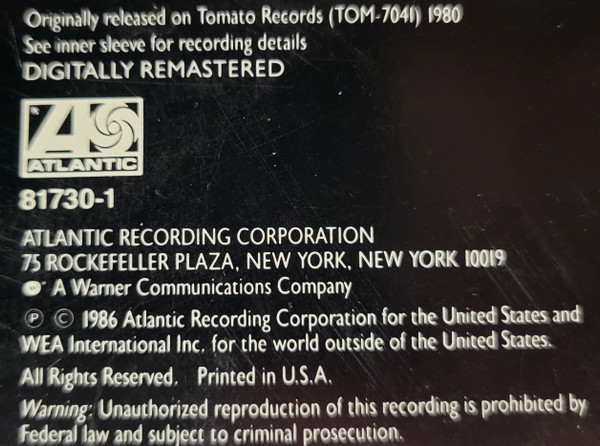 Originally released on Tomato Records (TOM-7041) 1980
See inner sleeve for recording details
DIGITALLY REMASTERED
ATLANTIC
81730-1
ATLANTIC RECORDING CORPORATION
75 ROCKEFELLER PLAZA, NEW YORK, NEW YORK 10019
A Warner Communications Company
Ⓟ © 1986 Atlantic Recording Corporation for the United States and
WEA International Inc. for the world outside of the United States.
All Rights Reserved. Printed in U.S.A.
Warning: Unauthorized reproduction of this recording is prohibited by
Federal law and subject to criminal prosecution.